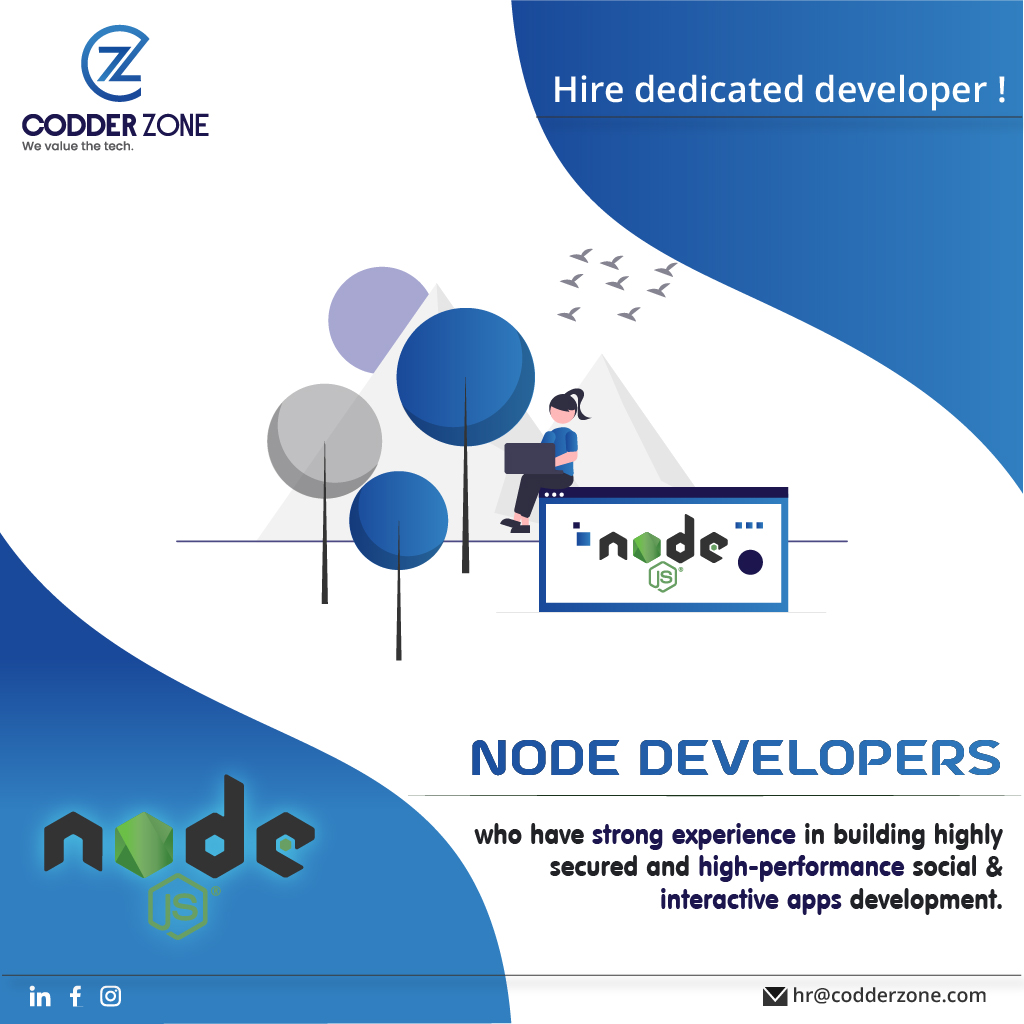 CZ
CODDER ZONE
We value the tech.
Hire dedicated developer !
node
JS®
NODE DEVELOPERS
who have strong experience in building highly
secured and high-performance social &
interactive apps development.
node
JS®
in f
hr@codderzone.com